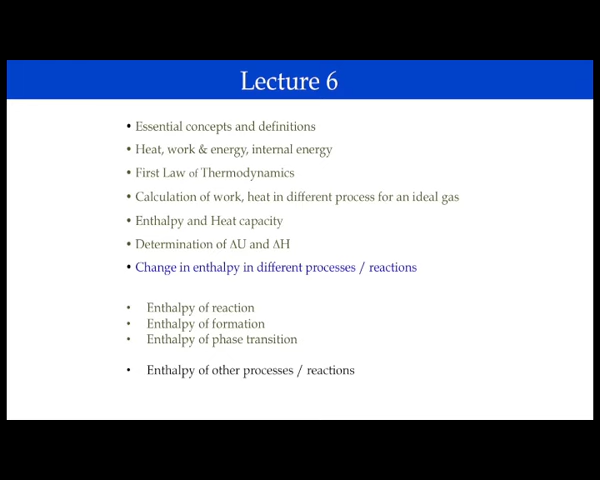 Lecture 6
• Essential concepts and definitions
• Heat, work & energy, internal energy
• First Law of Thermodynamics
• Calculation of work, heat in different process for an ideal gas
• Enthalpy and Heat capacity
• Determination of ΔU and ΔH
• Change in enthalpy in different processes / reactions
• Enthalpy of reaction
• Enthalpy of formation
• Enthalpy of phase transition
• Enthalpy of other processes / reactions